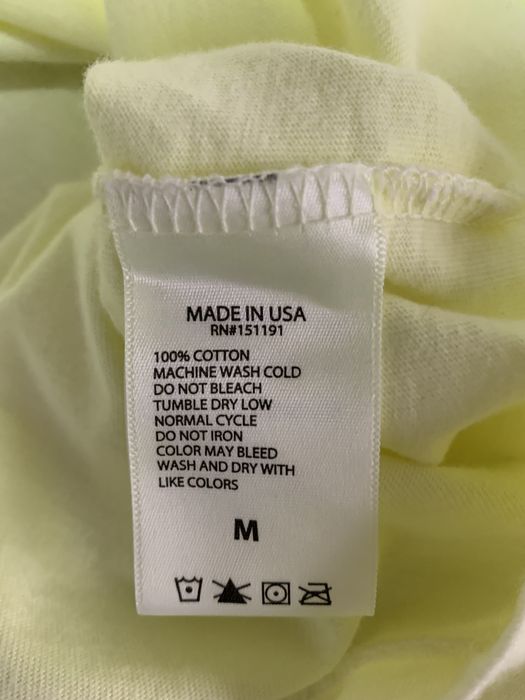 MADE IN USA
RN#151191
100% COTTON
MACHINE WASH COLD
DO NOT BLEACH
TUMBLE DRY LOW
NORMAL CYCLE
DO NOT IRON
COLOR MAY BLEED
WASH AND DRY WITH
LIKE COLORS
M